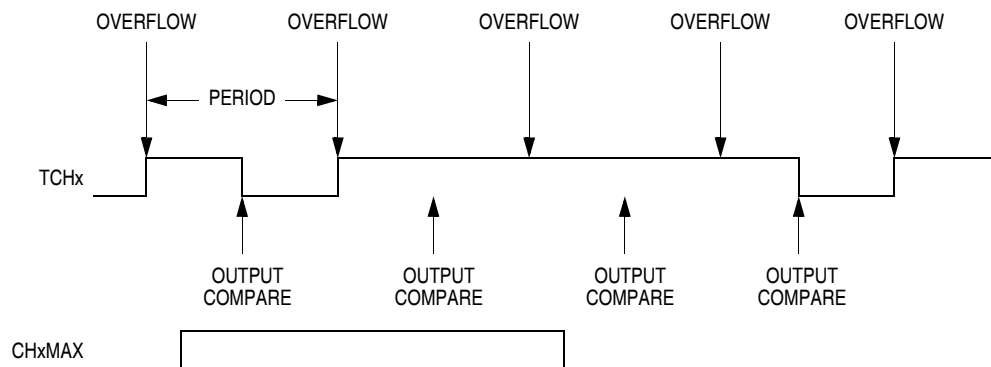 OVERFLOW OVERFLOW OVERFLOW OVERFLOW OVERFLOW
PERIOD
TCHx
OUTPUT OUTPUT OUTPUT OUTPUT
COMPARE COMPARE COMPARE COMPARE
CHxMAX